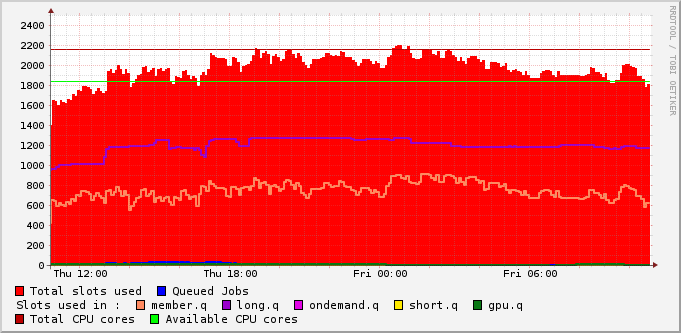 2400
2200
2000
1800
1600
1400
1200
1000
800
600
400
200
0
Thu 12:00 Thu 18:00 Fri 00:00 Fri 06:00
RRDTOOL / TOBI OETIKER
Total slots used Queued Jobs
Slots used in : member.q long.q ondemand.q short.q gpu.q
Total CPU cores Available CPU cores